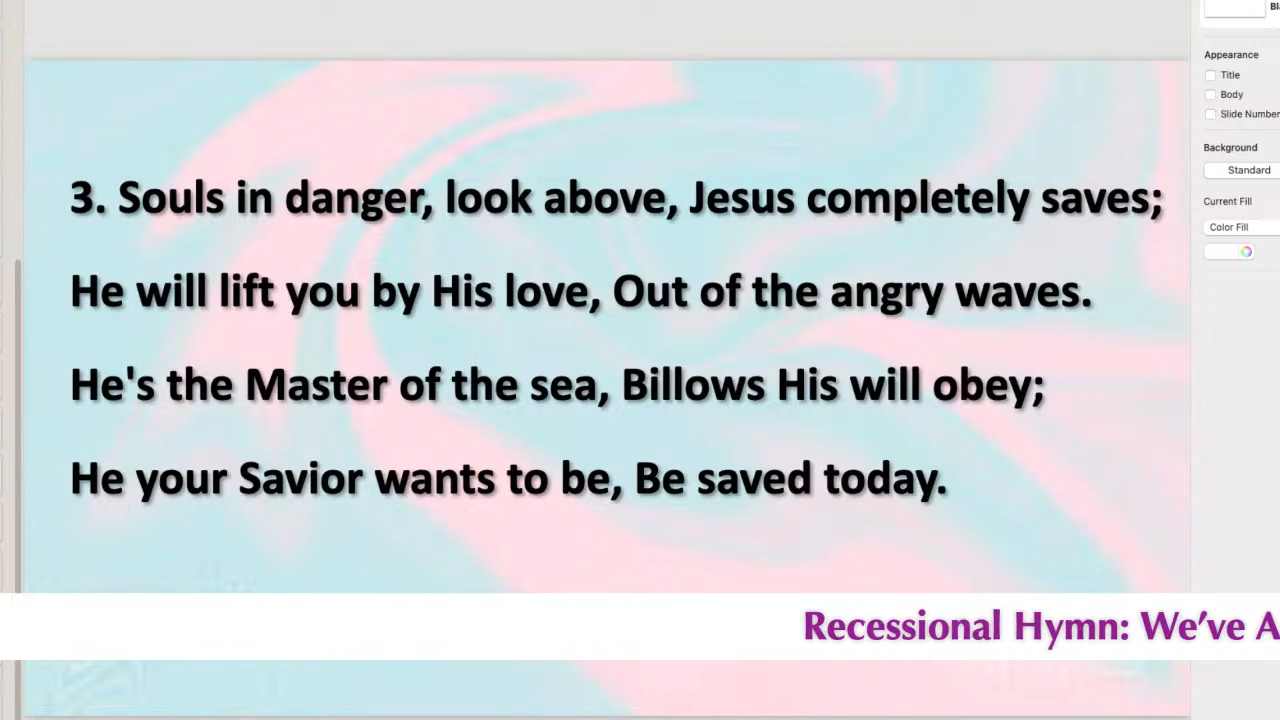 Appearance
Title
Body
Slide Number
Background
Standard
Current Fill
Color Fill
3. Souls in danger, look above, Jesus completely saves;
He will lift you by His love, Out of the angry waves.
He's the Master of the sea, Billows His will obey;
He your Savior wants to be, Be saved today.
Recessional Hymn: We’ve A